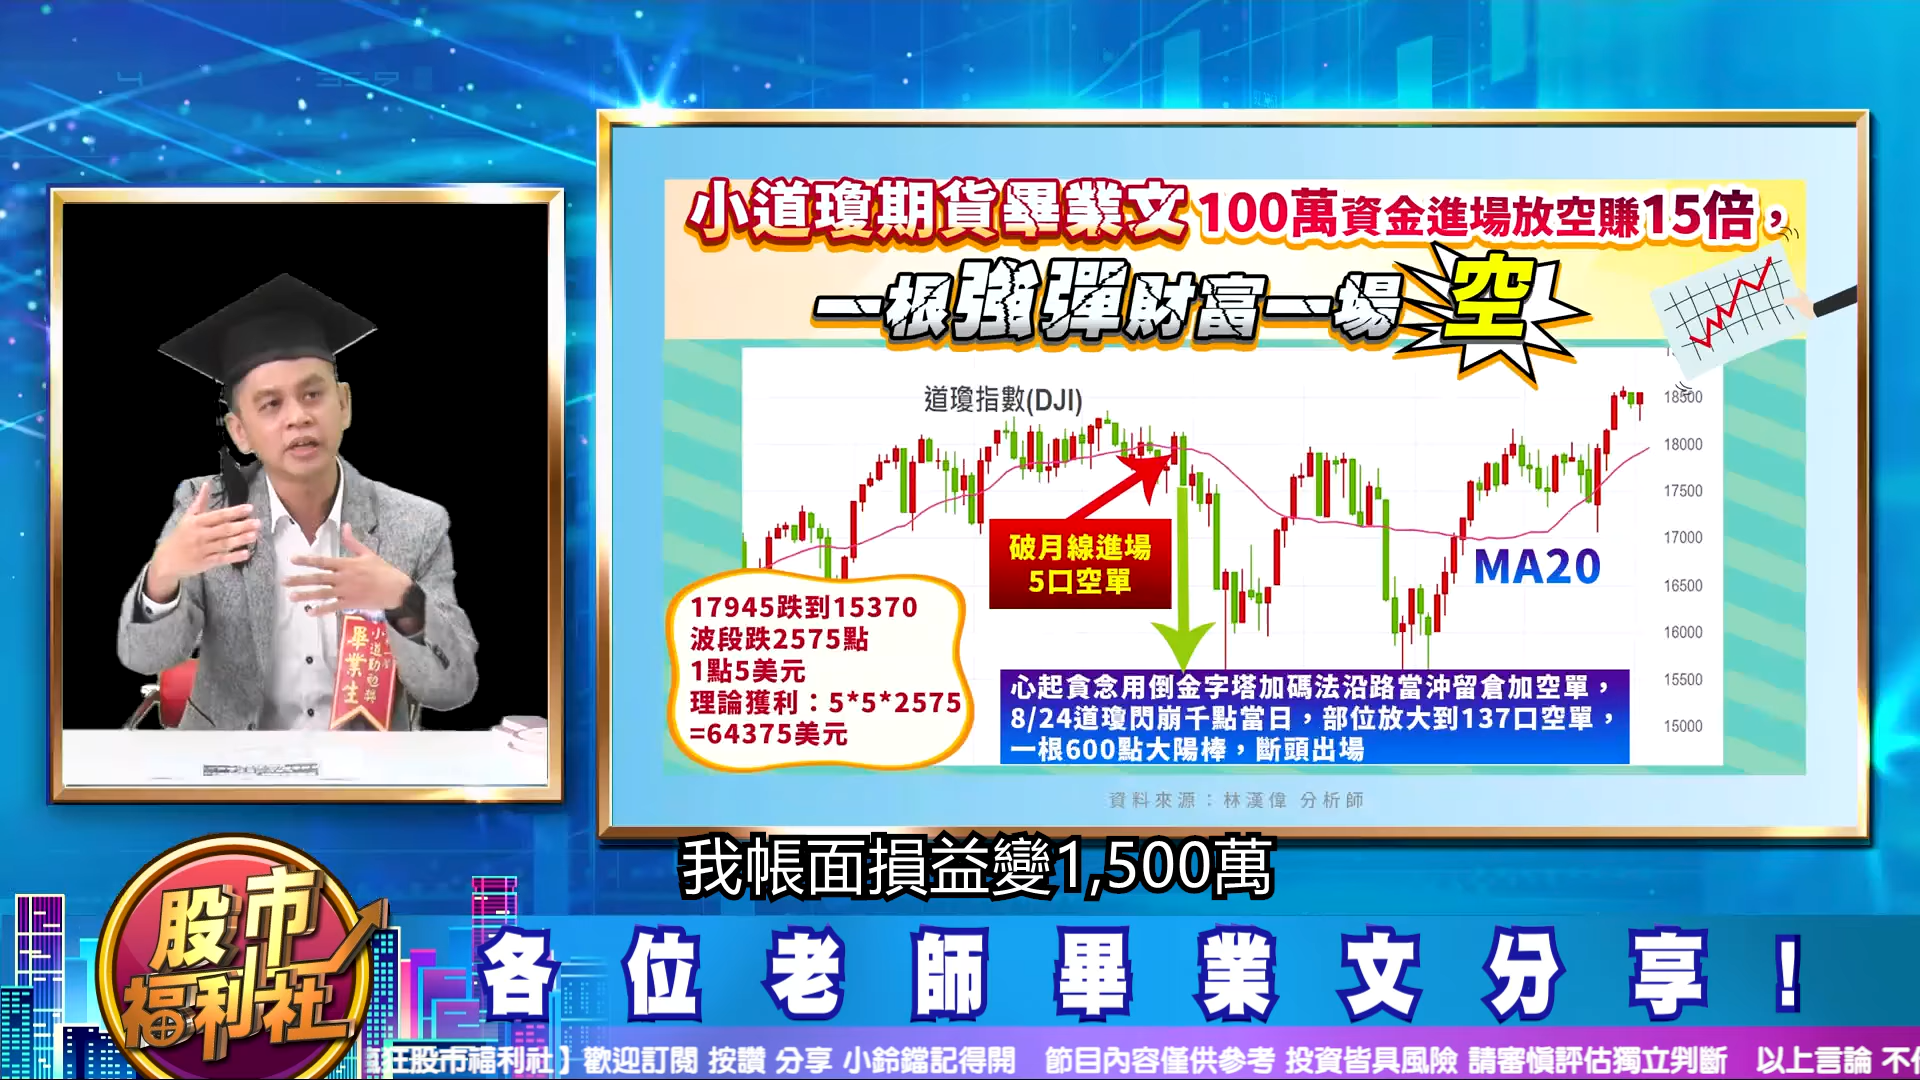 小道瓊期貨畢業文 100萬資金進場放空賺15倍，
一根強彈財富一場空
道瓊指數(DJI)
18500
18000
17500
17000
16500
16000
15500
15000
破月線進場
5口空單
MA20
17945跌到15370
波段跌2575點
1點5美元
理論獲利：5*5*2575
=64375美元
心起貪念用倒金字塔加碼法沿路當沖留倉加空單，
8/24道瓊閃崩千點當日，部位放大到137口空單，
一根600點大陽棒，斷頭出場
資料來源：林漢偉 分析師
畢業生
我帳面損益變1,500萬
股市
福利社
各位老師畢業文分享！
狂股市福利社】歡迎訂閱 按讚 分享 小鈴鐺記得開 節目內容僅供參考 投資皆具風險 請審慎評估獨立判斷 以上言論 不